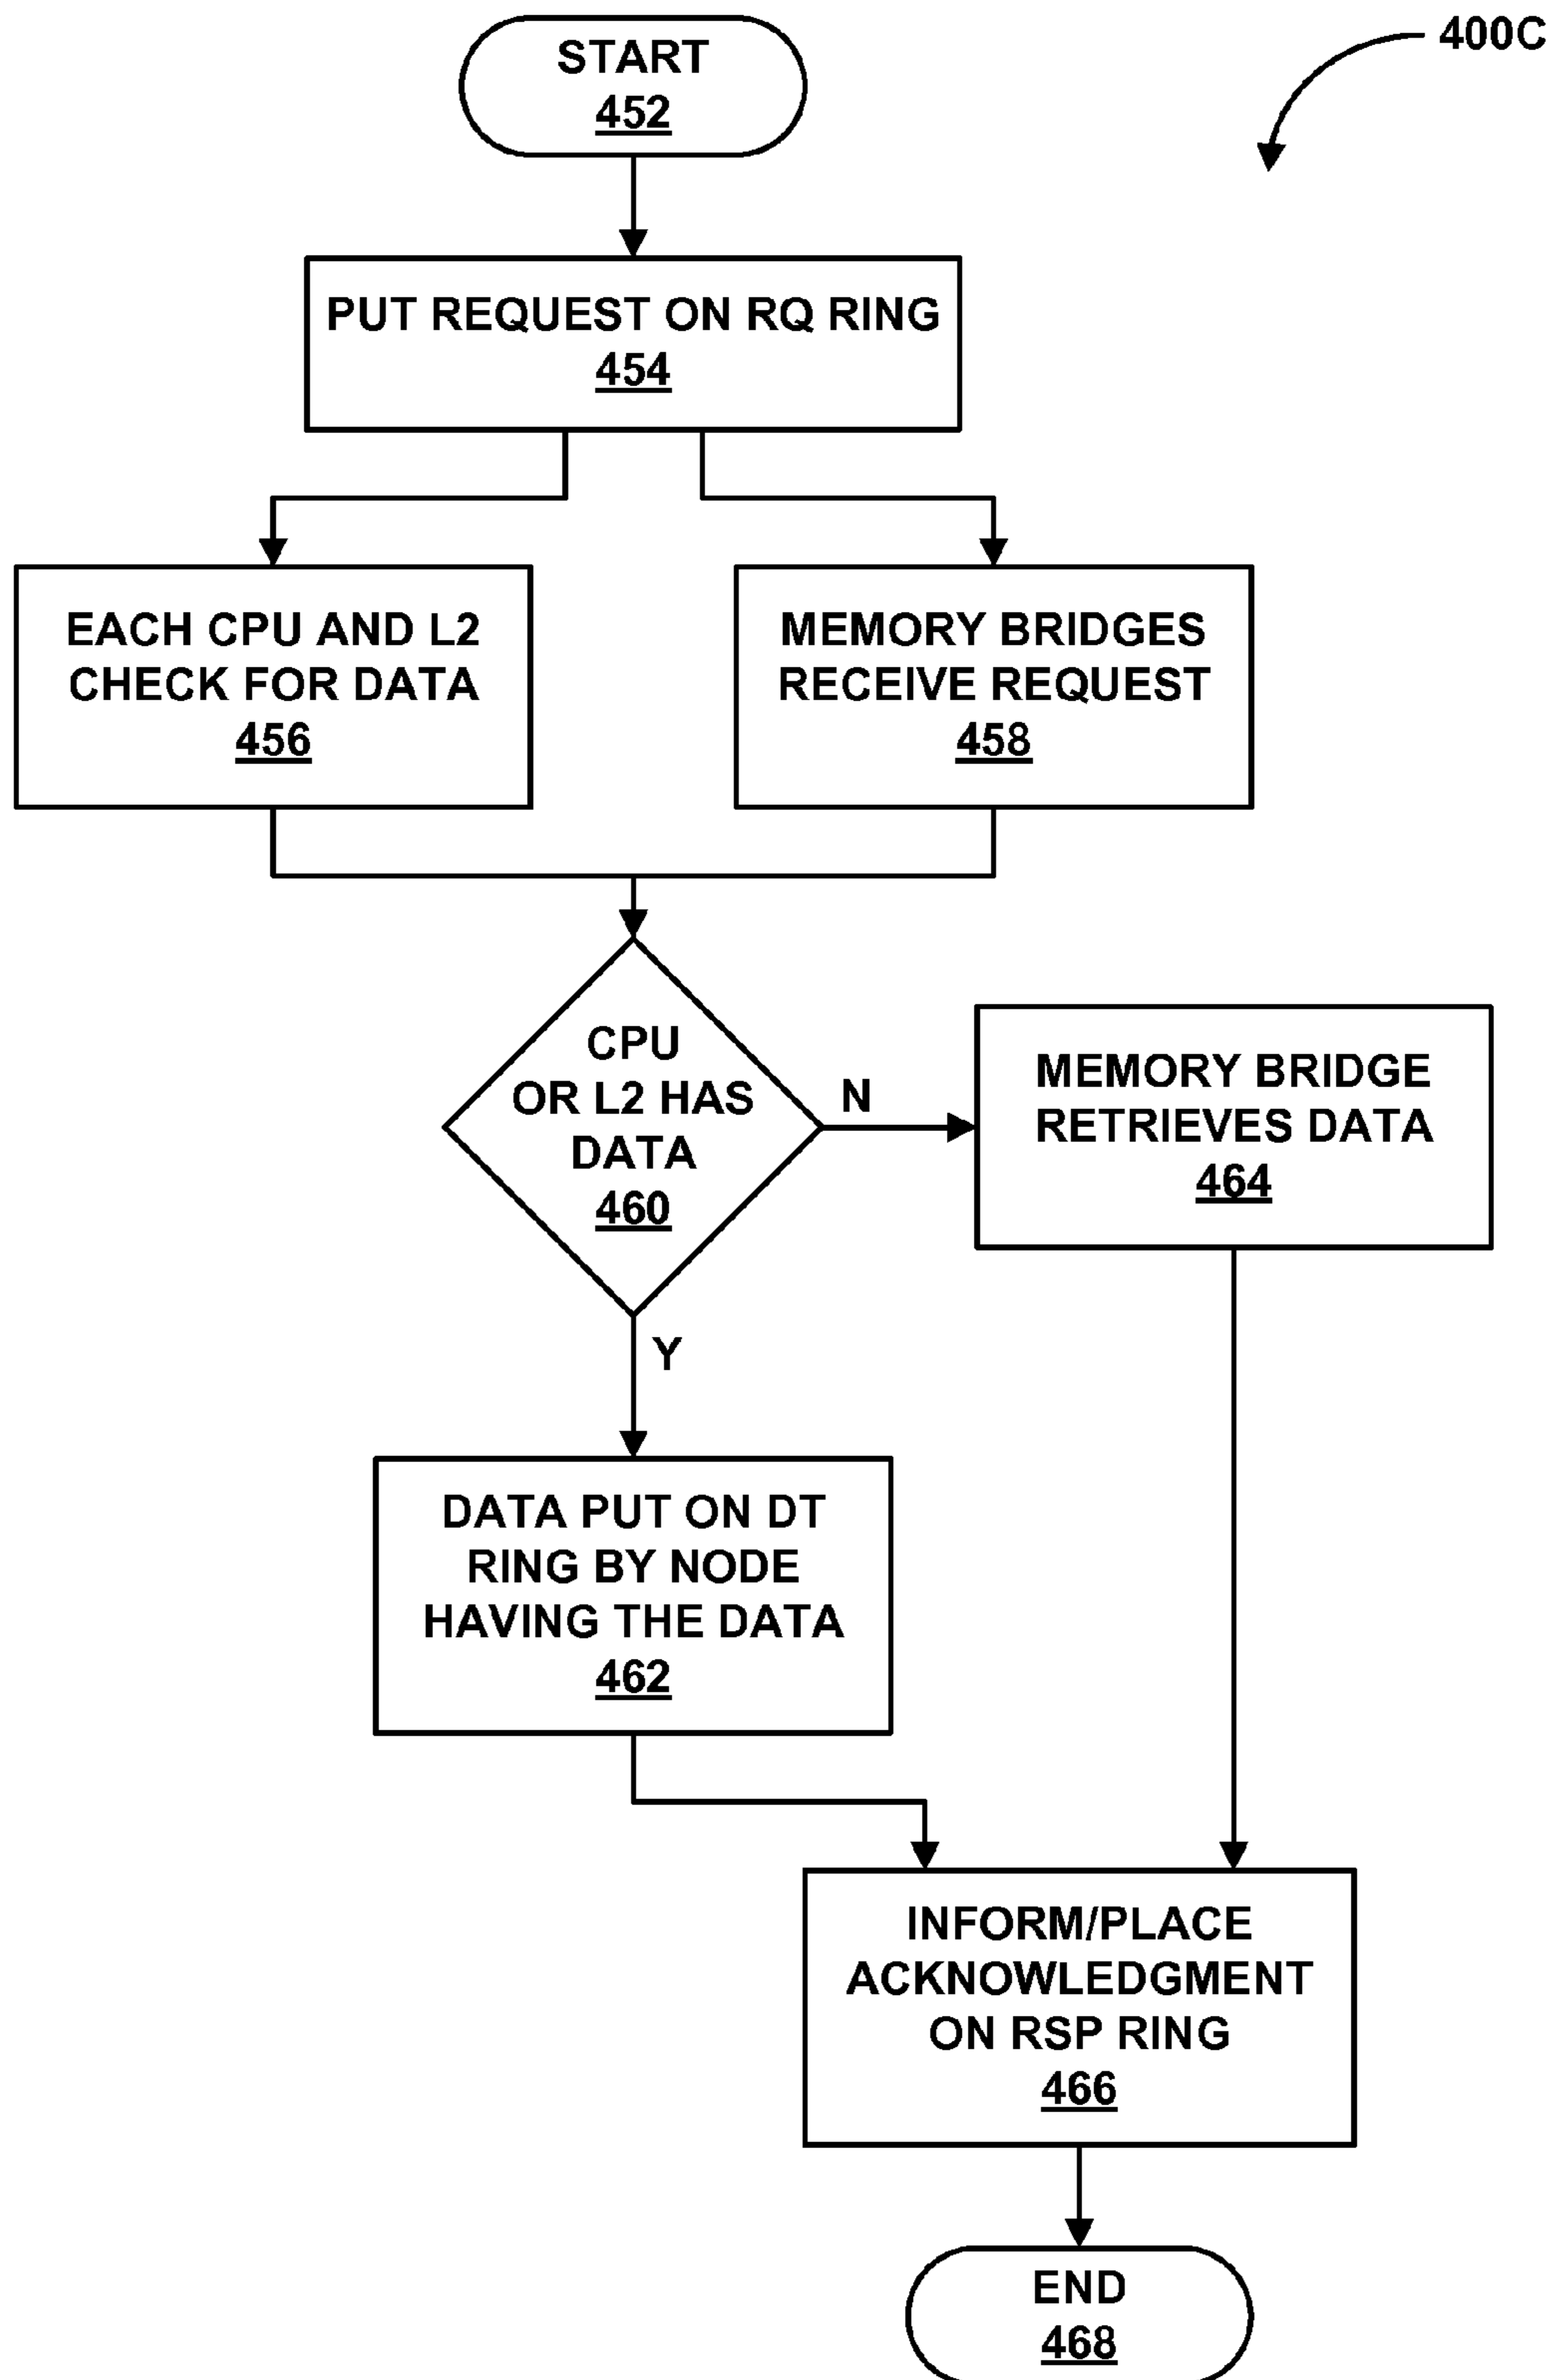 400C
START
452
PUT REQUEST ON RQ RING
454
EACH CPU AND L2
CHECK FOR DATA
456
MEMORY BRIDGES
RECEIVE REQUEST
458
CPU
OR L2 HAS
DATA
460
N
MEMORY BRIDGE
RETRIEVES DATA
464
Y
DATA PUT ON DT
RING BY NODE
HAVING THE DATA
462
INFORM/PLACE
ACKNOWLEDGMENT
ON RSP RING
466
END
468